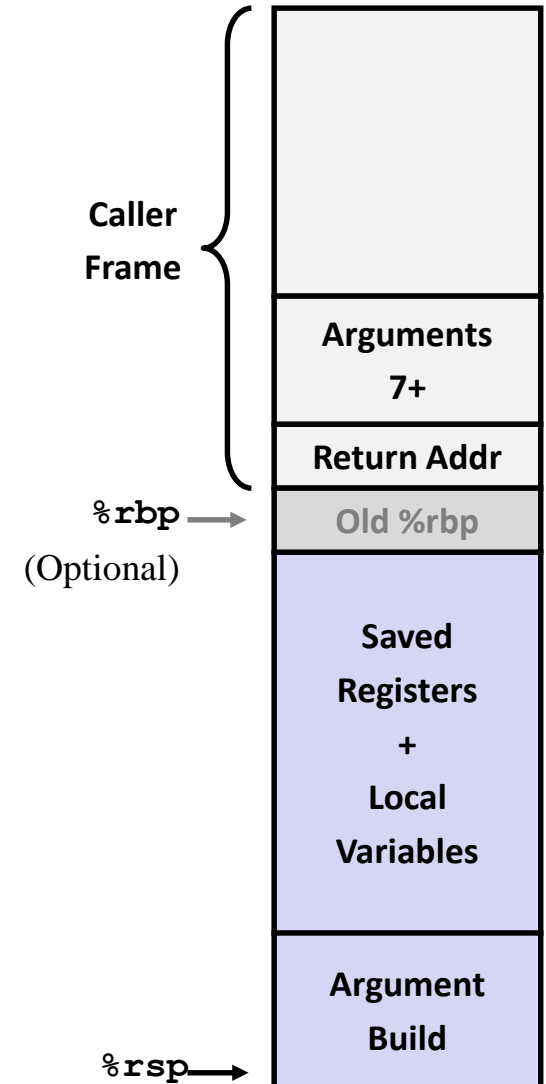 Caller
Frame
Arguments
7+
Return Addr
%rbp
(Optional)
Old %rbp
Saved
Registers
+
Local
Variables
Argument
Build
%rsp